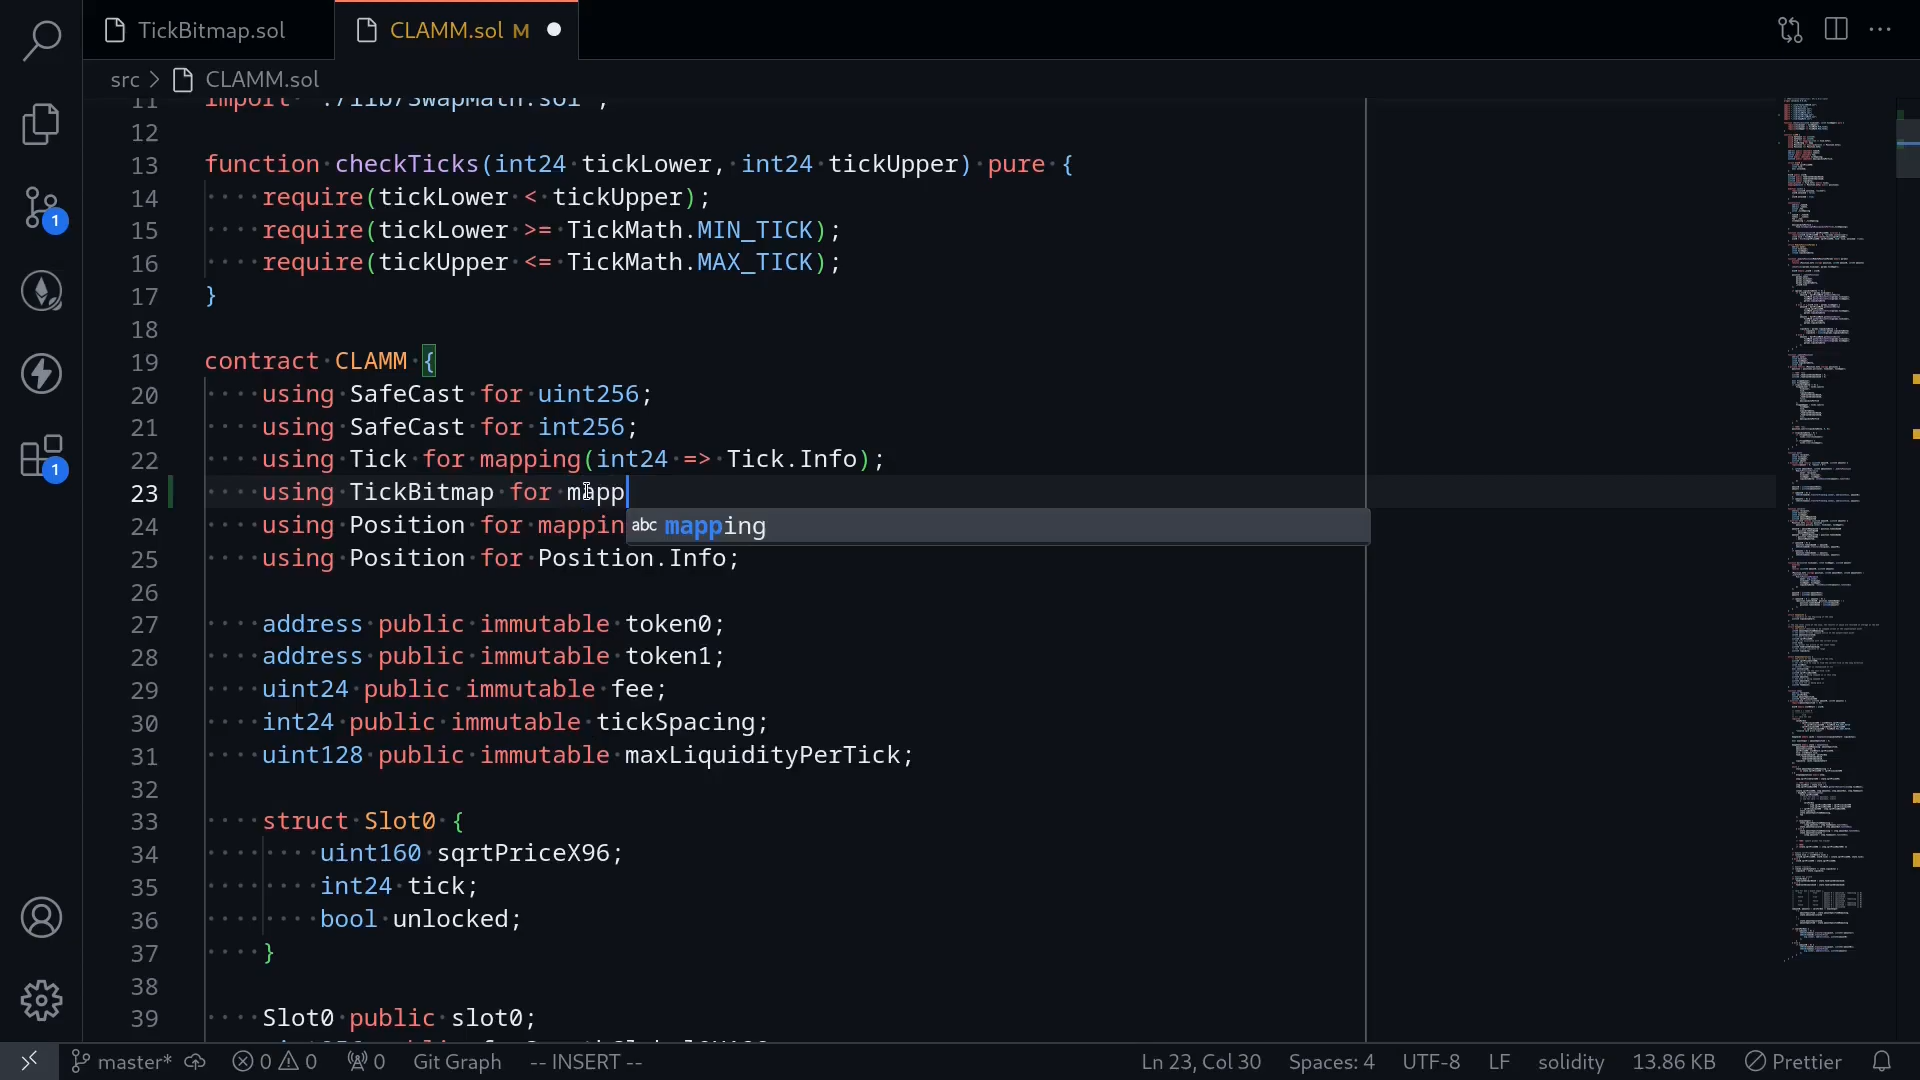 TickBitmap.sol
CLAMM.sol M
src > CLAMM.sol
11 import "./lib/SwapMath.sol";
12
13 function checkTicks(int24 tickLower, int24 tickUpper) pure {
14 require(tickLower < tickUpper);
15 require(tickLower >= TickMath.MIN_TICK);
16 require(tickUpper <= TickMath.MAX_TICK);
17 }
18
19 contract CLAMM {
20 using SafeCast for uint256;
21 using SafeCast for int256;
22 using Tick for mapping(int24 => Tick.Info);
23 using TickBitmap for mapp
abc mapping
24 using Position for mappin
25 using Position for Position.Info;
26
27 address public immutable token0;
28 address public immutable token1;
29 uint24 public immutable fee;
30 int24 public immutable tickSpacing;
31 uint128 public immutable maxLiquidityPerTick;
32
33 struct Slot0 {
34 uint160 sqrtPriceX96;
35 int24 tick;
36 bool unlocked;
37 }
38
39 Slot0 public slot0;
1
1
master* 0 0 0 Git Graph -- INSERT -- Ln 23, Col 30 Spaces: 4 UTF-8 LF solidity 13.86 KB Prettier